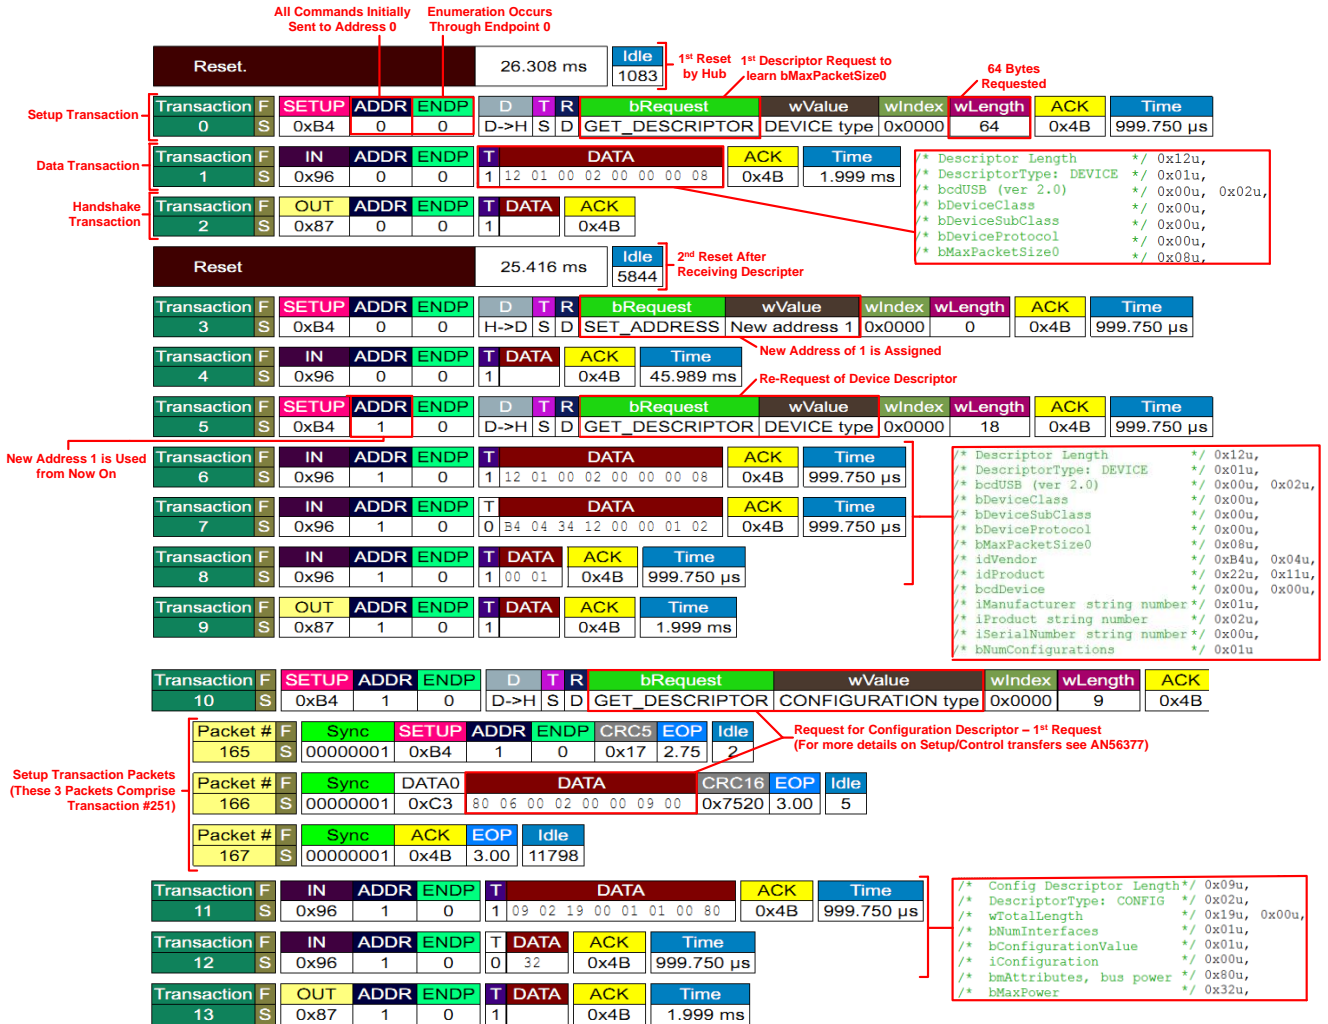 All Commands Initially
Sent to Address 0
Enumeration Occurs
Through Endpoint 0
Reset. 26.308 ms Idle 1083
1st Reset
by Hub
1st Descriptor Request to
learn bMaxPacketSize0
64 Bytes
Requested
Setup Transaction
Transaction F SETUP ADDR ENDP D T R bRequest wValue wIndex wLength ACK Time
0 S 0xB4 0 0 D->H S D GET_DESCRIPTOR DEVICE type 0x0000 64 0x4B 999.750 µs
Data Transaction
Transaction F IN ADDR ENDP T DATA ACK Time
1 S 0x96 0 0 1 12 01 00 02 00 00 00 08 0x4B 1.999 ms
/* Descriptor Length */ 0x12u,
/* DescriptorType: DEVICE */ 0x01u,
/* bcdUSB (ver 2.0) */ 0x00u, 0x02u,
/* bDeviceClass */ 0x00u,
/* bDeviceSubClass */ 0x00u,
/* bDeviceProtocol */ 0x00u,
/* bMaxPacketSize0 */ 0x08u,
Handshake
Transaction
Transaction F OUT ADDR ENDP T DATA ACK
2 S 0x87 0 0 1 0x4B
Reset 25.416 ms Idle 5844
2nd Reset After
Receiving Descripter
Transaction F SETUP ADDR ENDP D T R bRequest wValue wIndex wLength ACK Time
3 S 0xB4 0 0 H->D S D SET_ADDRESS New address 1 0x0000 0 0x4B 999.750 µs
New Address of 1 is Assigned
Transaction F IN ADDR ENDP T DATA ACK Time
4 S 0x96 0 0 1 0x4B 45.989 ms
Re-Request of Device Descriptor
Transaction F SETUP ADDR ENDP D T R bRequest wValue wIndex wLength ACK Time
5 S 0xB4 1 0 D->H S D GET_DESCRIPTOR DEVICE type 0x0000 18 0x4B 999.750 µs
New Address 1 is Used
from Now On
Transaction F IN ADDR ENDP T DATA ACK Time
6 S 0x96 1 0 1 12 01 00 02 00 00 00 08 0x4B 999.750 µs
Transaction F IN ADDR ENDP T DATA ACK Time
7 S 0x96 1 0 0 B4 04 34 12 00 00 01 02 0x4B 999.750 µs
Transaction F IN ADDR ENDP T DATA ACK Time
8 S 0x96 1 0 1 00 01 0x4B 999.750 µs
Transaction F OUT ADDR ENDP T DATA ACK Time
9 S 0x87 1 0 1 0x4B 1.999 ms
/* Descriptor Length */ 0x12u,
/* DescriptorType: DEVICE */ 0x01u,
/* bcdUSB (ver 2.0) */ 0x00u, 0x02u,
/* bDeviceClass */ 0x00u,
/* bDeviceSubClass */ 0x00u,
/* bDeviceProtocol */ 0x00u,
/* bMaxPacketSize0 */ 0x08u,
/* idVendor */ 0xB4u, 0x04u,
/* idProduct */ 0x22u, 0x11u,
/* bcdDevice */ 0x00u, 0x00u,
/* iManufacturer string number*/ 0x01u,
/* iProduct string number */ 0x02u,
/* iSerialNumber string number*/ 0x00u,
/* bNumConfigurations */ 0x01u
Transaction F SETUP ADDR ENDP D T R bRequest wValue wIndex wLength ACK
10 S 0xB4 1 0 D->H S D GET_DESCRIPTOR CONFIGURATION type 0x0000 9 0x4B
Packet # F Sync SETUP ADDR ENDP CRC5 EOP Idle
165 S 00000001 0xB4 1 0 0x17 2.75 2
Request for Configuration Descriptor – 1st Request
(For more details on Setup/Control transfers see AN56377)
Setup Transaction Packets
(These 3 Packets Comprise
Transaction #251)
Packet # F Sync DATA0 DATA CRC16 EOP Idle
166 S 00000001 0xC3 80 06 00 02 00 00 09 00 0x7520 3.00 5
Packet # F Sync ACK EOP Idle
167 S 00000001 0x4B 3.00 11798
Transaction F IN ADDR ENDP T DATA ACK Time
11 S 0x96 1 0 1 09 02 19 00 01 01 00 80 0x4B 999.750 µs
Transaction F IN ADDR ENDP T DATA ACK Time
12 S 0x96 1 0 0 32 0x4B 999.750 µs
Transaction F OUT ADDR ENDP T DATA ACK Time
13 S 0x87 1 0 1 0x4B 1.999 ms
/* Config Descriptor Length*/ 0x09u,
/* DescriptorType: CONFIG */ 0x02u,
/* wTotalLength */ 0x19u, 0x00u,
/* bNumInterfaces */ 0x01u,
/* bConfigurationValue */ 0x01u,
/* iConfiguration */ 0x00u,
/* bmAttributes, bus power */ 0x80u,
/* bMaxPower */ 0x32u,